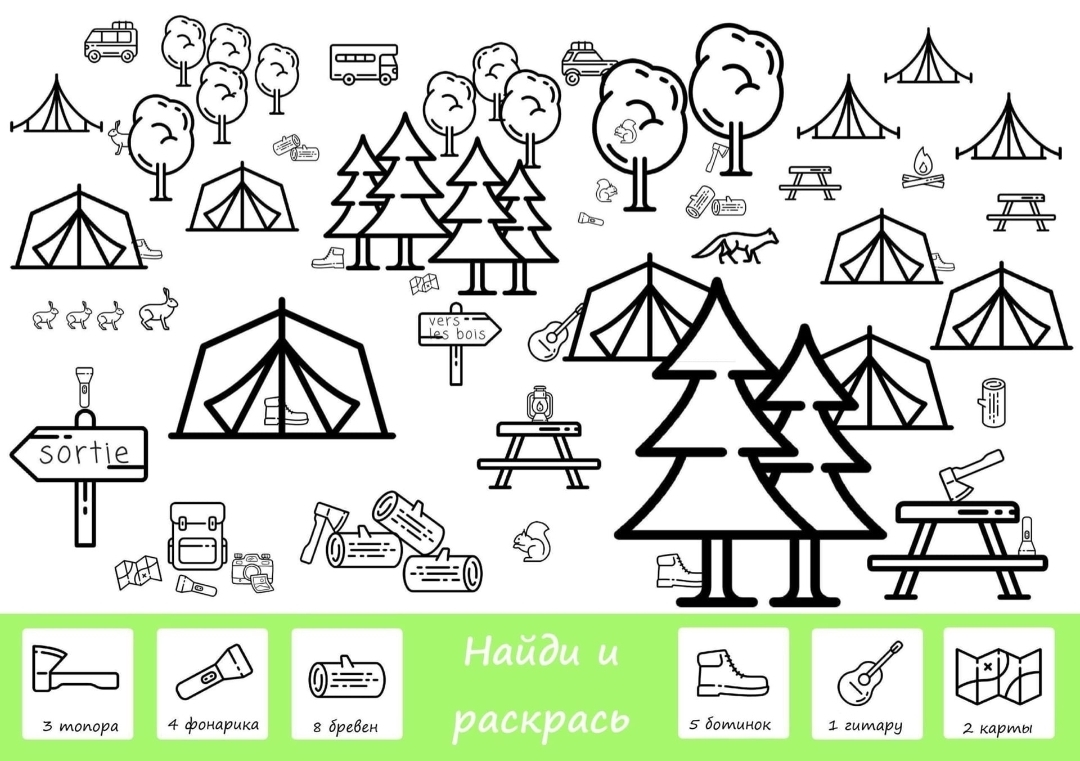 vers
les bois
sortie
Найди и
раскрась
3 топора
4 фонарика
8 бревен
5 ботинок
1 гитару
2 карты